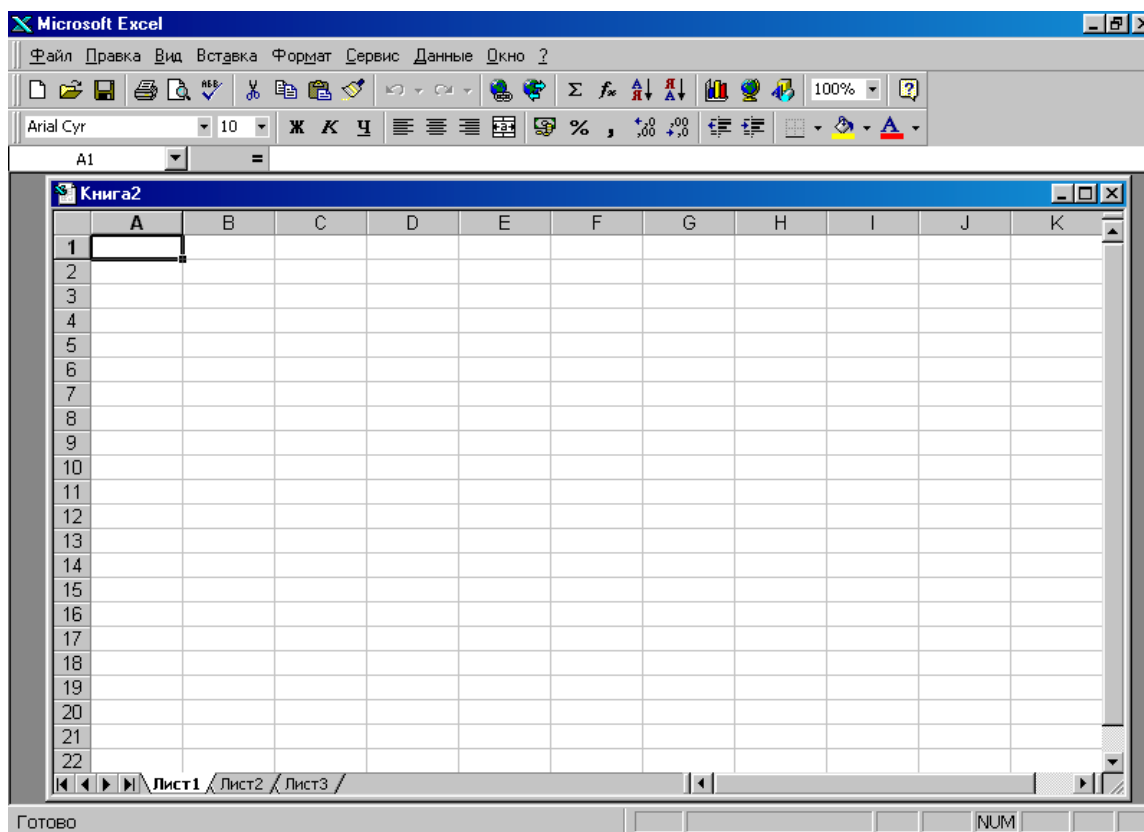 Microsoft Excel
Файл Правка Вид Вставка Формат Сервис Данные Окно ?
100%
Arial Cyr 10 Ж К Ч % ,
A1 =
Книга2
A B C D E F G H I J K
1
2
3
4
5
6
7
8
9
10
11
12
13
14
15
16
17
18
19
20
21
22
Лист1 Лист2 Лист3
Готово NUM